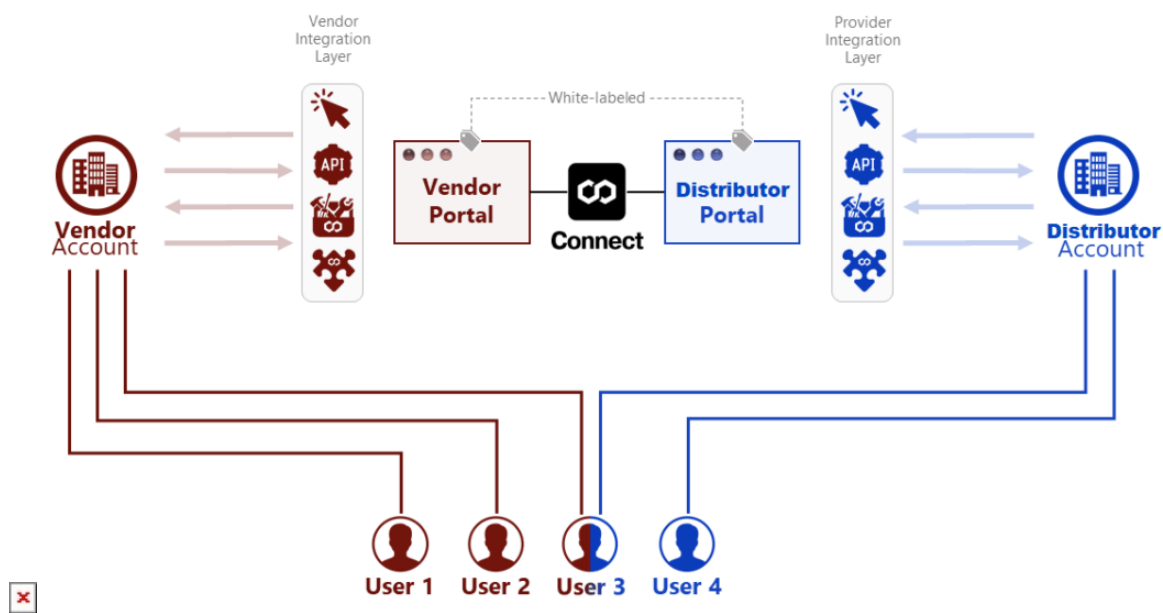 Vendor
Integration
Layer
Provider
Integration
Layer
White-labeled
API
Vendor
Portal
Distributor
Portal
API
Connect
Vendor
Account
Distributor
Account
User 1
User 2
User 3
User 4